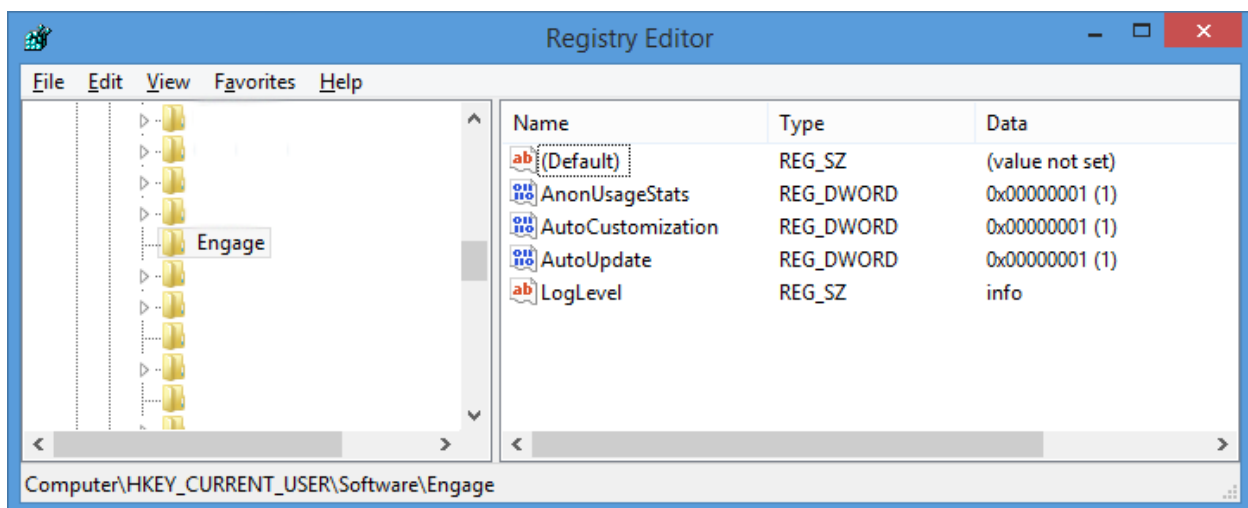 Registry Editor
File Edit View Favorites Help
Engage
Name Type Data
(Default) REG_SZ (value not set)
AnonUsageStats REG_DWORD 0x00000001 (1)
AutoCustomization REG_DWORD 0x00000001 (1)
AutoUpdate REG_DWORD 0x00000001 (1)
LogLevel REG_SZ info
Computer\HKEY_CURRENT_USER\Software\Engage